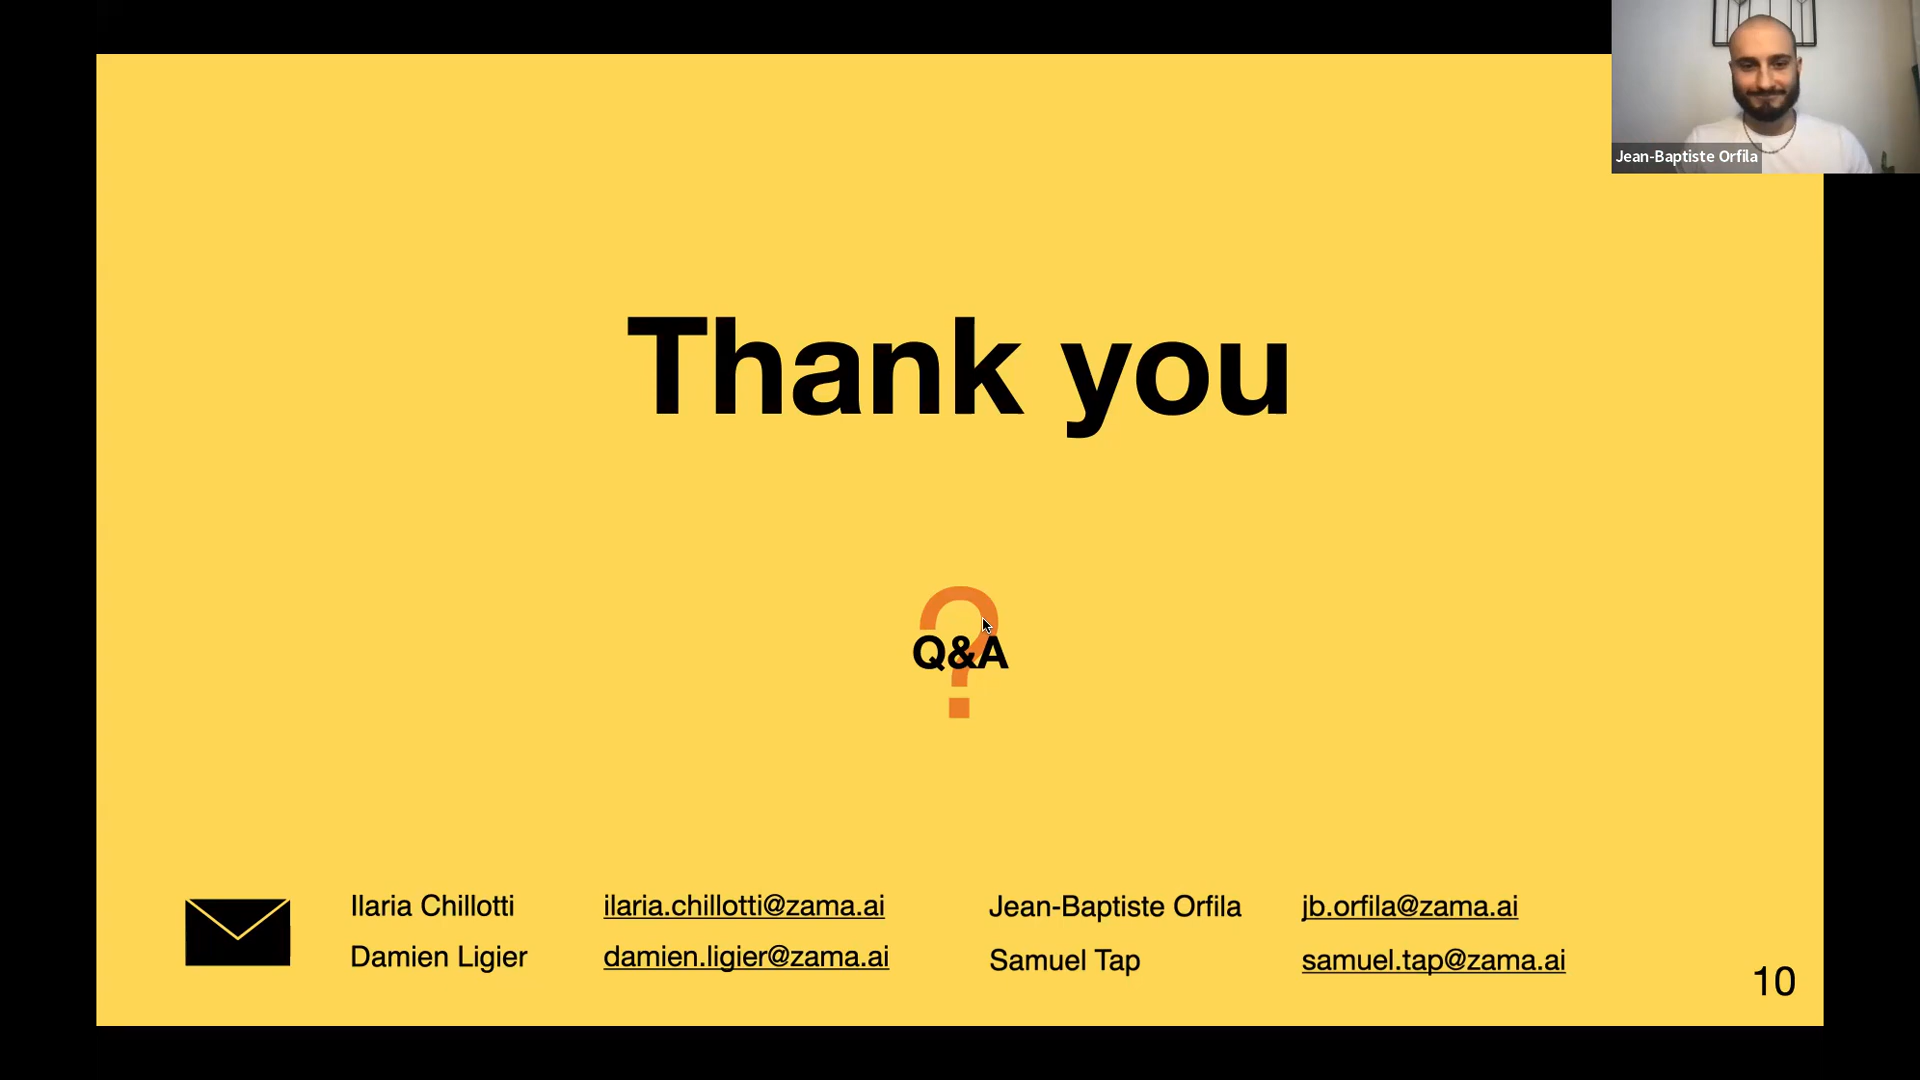 Jean-Baptiste Orfila
Thank you
Q&A
?
Ilaria Chillotti ilaria.chillotti@zama.ai Jean-Baptiste Orfila jb.orfila@zama.ai
Damien Ligier damien.ligier@zama.ai Samuel Tap samuel.tap@zama.ai
10